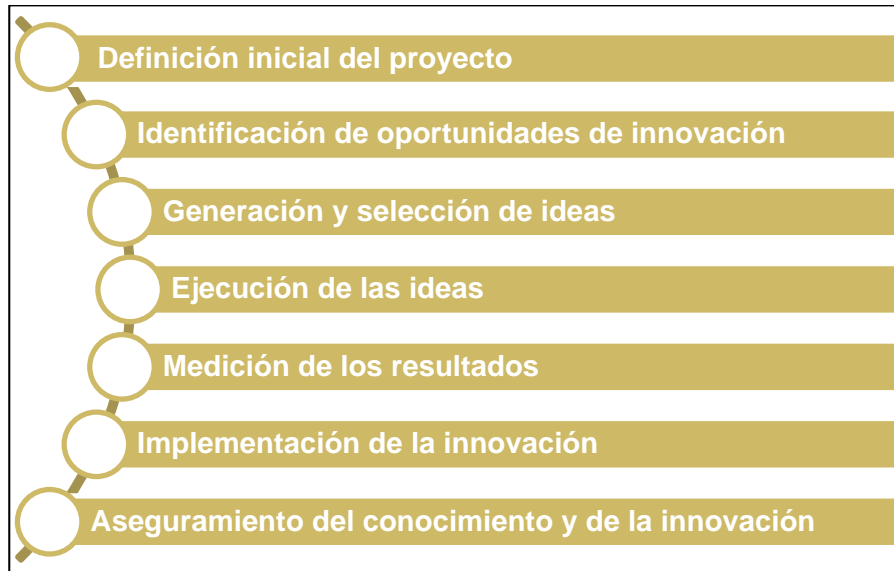 Definición inicial del proyecto
Identificación de oportunidades de innovación
Generación y selección de ideas
Ejecución de las ideas
Medición de los resultados
Implementación de la innovación
Aseguramiento del conocimiento y de la innovación